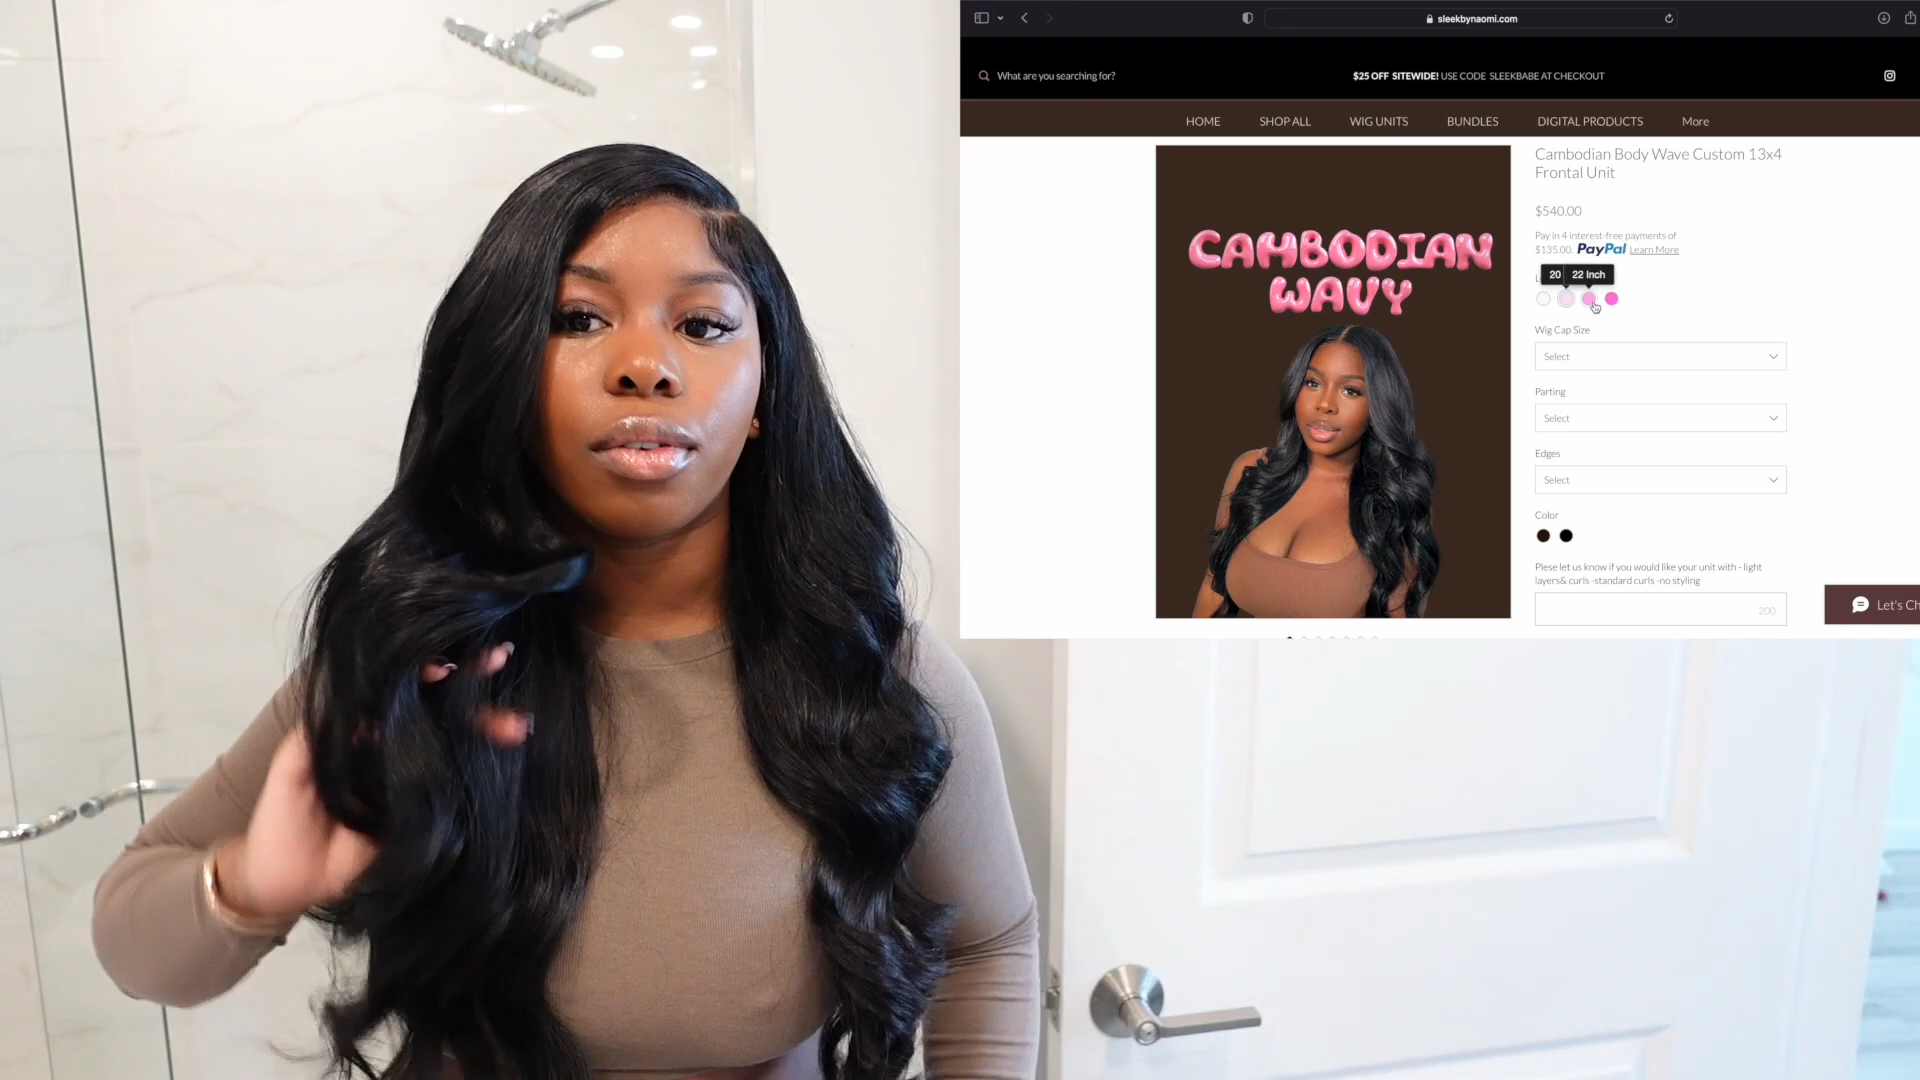 sleekbynaomi.com
What are you searching for?
$25 OFF SITEWIDE! USE CODE SLEEKBABE AT CHECKOUT
HOME SHOP ALL WIG UNITS BUNDLES DIGITAL PRODUCTS More
CAMBODIAN
WAVY
Cambodian Body Wave Custom 13x4
Frontal Unit
$540.00
Pay in 4 interest-free payments of
$135.00. PayPal Learn More
20 22 Inch
Wig Cap Size
Select
Parting
Select
Edges
Select
Color
Plese let us know if you would like your unit with - light
layers& curls -standard curls -no styling
200
Let's